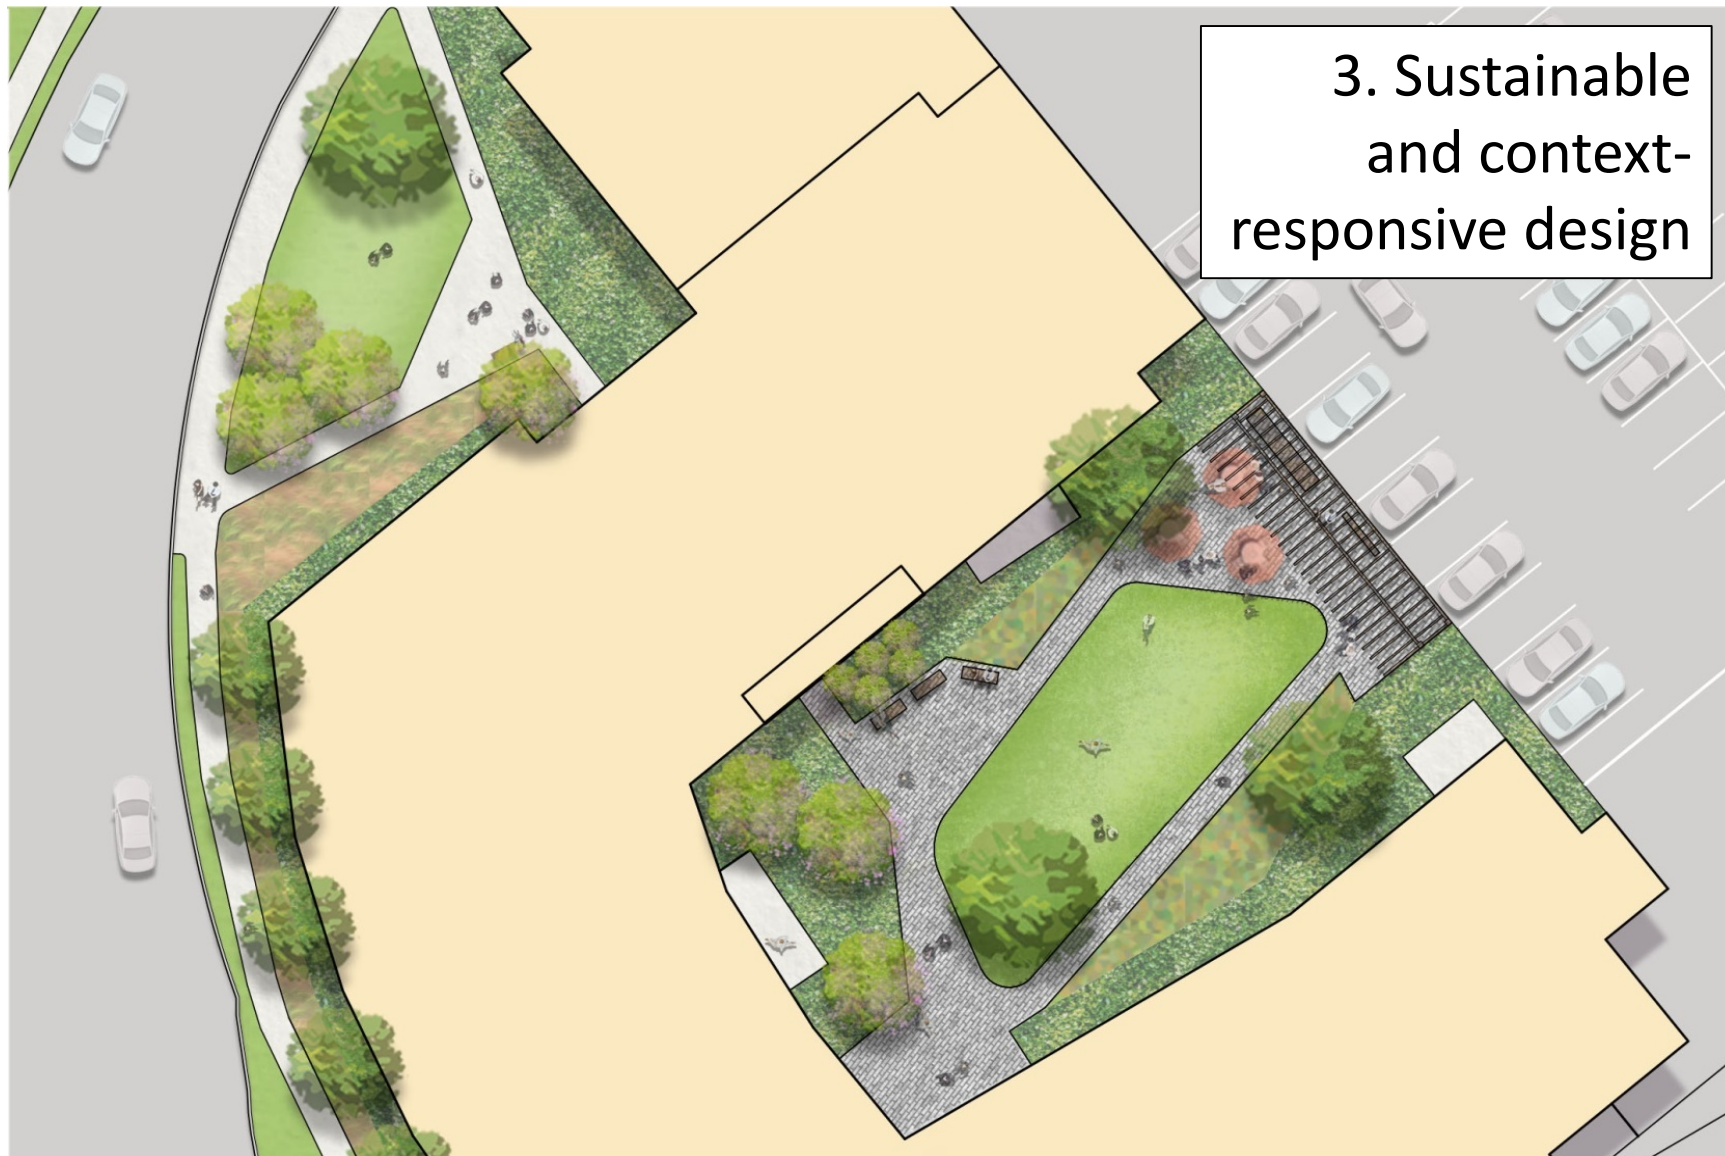 3. Sustainable
and context-
responsive design